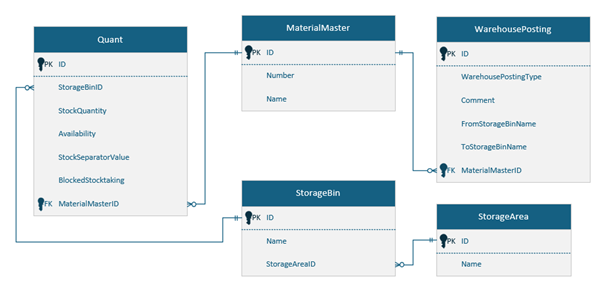 Quant
PK ID
StorageBinID
StockQuantity
Availability
StockSeparatorValue
BlockedStocktaking
FK MaterialMasterID
MaterialMaster
PK ID
Number
Name
WarehousePosting
PK ID
WarehousePostingType
Comment
FromStorageBinName
ToStorageBinName
FK MaterialMasterID
StorageBin
PK ID
Name
StorageAreaID
StorageArea
PK ID
Name